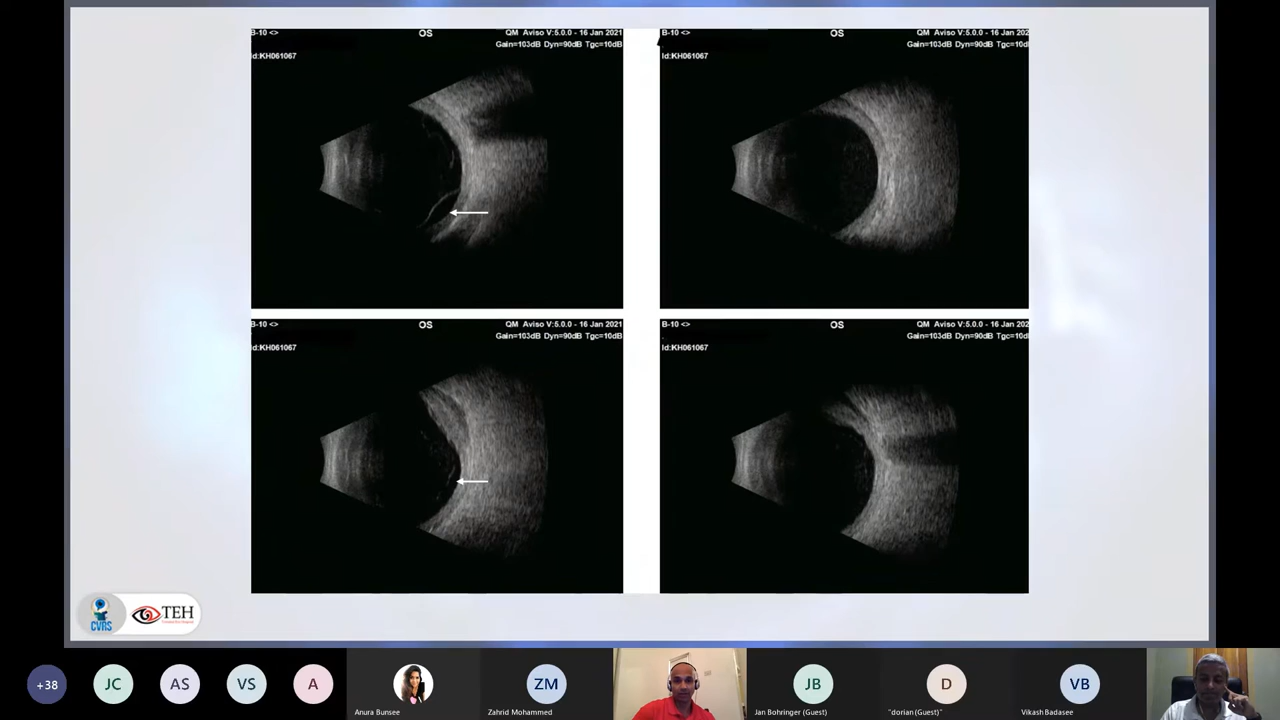 B-10 <>
OS
QM Aviso V:5.0.0 - 16 Jan 2021
Gain=103dB Dyn=90dB Tgc=10dB
Id:KH061067
B-10 <>
OS
QM Aviso V:5.0.0 - 16 Jan 202
Gain=103dB Dyn=90dB Tgc=10dB
Id:KH061067
B-10 <>
OS
QM Aviso V:5.0.0 - 16 Jan 2021
Gain=103dB Dyn=90dB Tgc=10dB
Id:KH061067
B-10 <>
OS
QM Aviso V:5.0.0 - 16 Jan 202
Gain=103dB Dyn=90dB Tgc=10dB
Id:KH061067
CVRS
TEH
+38
JC
AS
VS
A
Anura Bunsee
ZM
Zahrid Mohammed
JB
Jan Bohringer (Guest)
D
"dorian (Guest)"
VB
Vikash Badasee